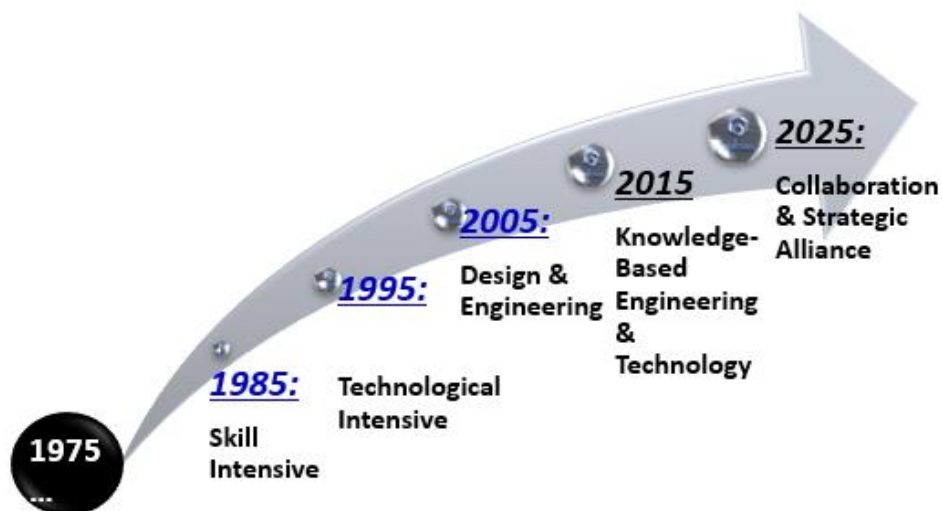 1975
...
1985:
Skill
Intensive
1995:
Technological
Intensive
2005:
Design &
Engineering
2015
Knowledge-
Based
Engineering
&
Technology
2025:
Collaboration
& Strategic
Alliance